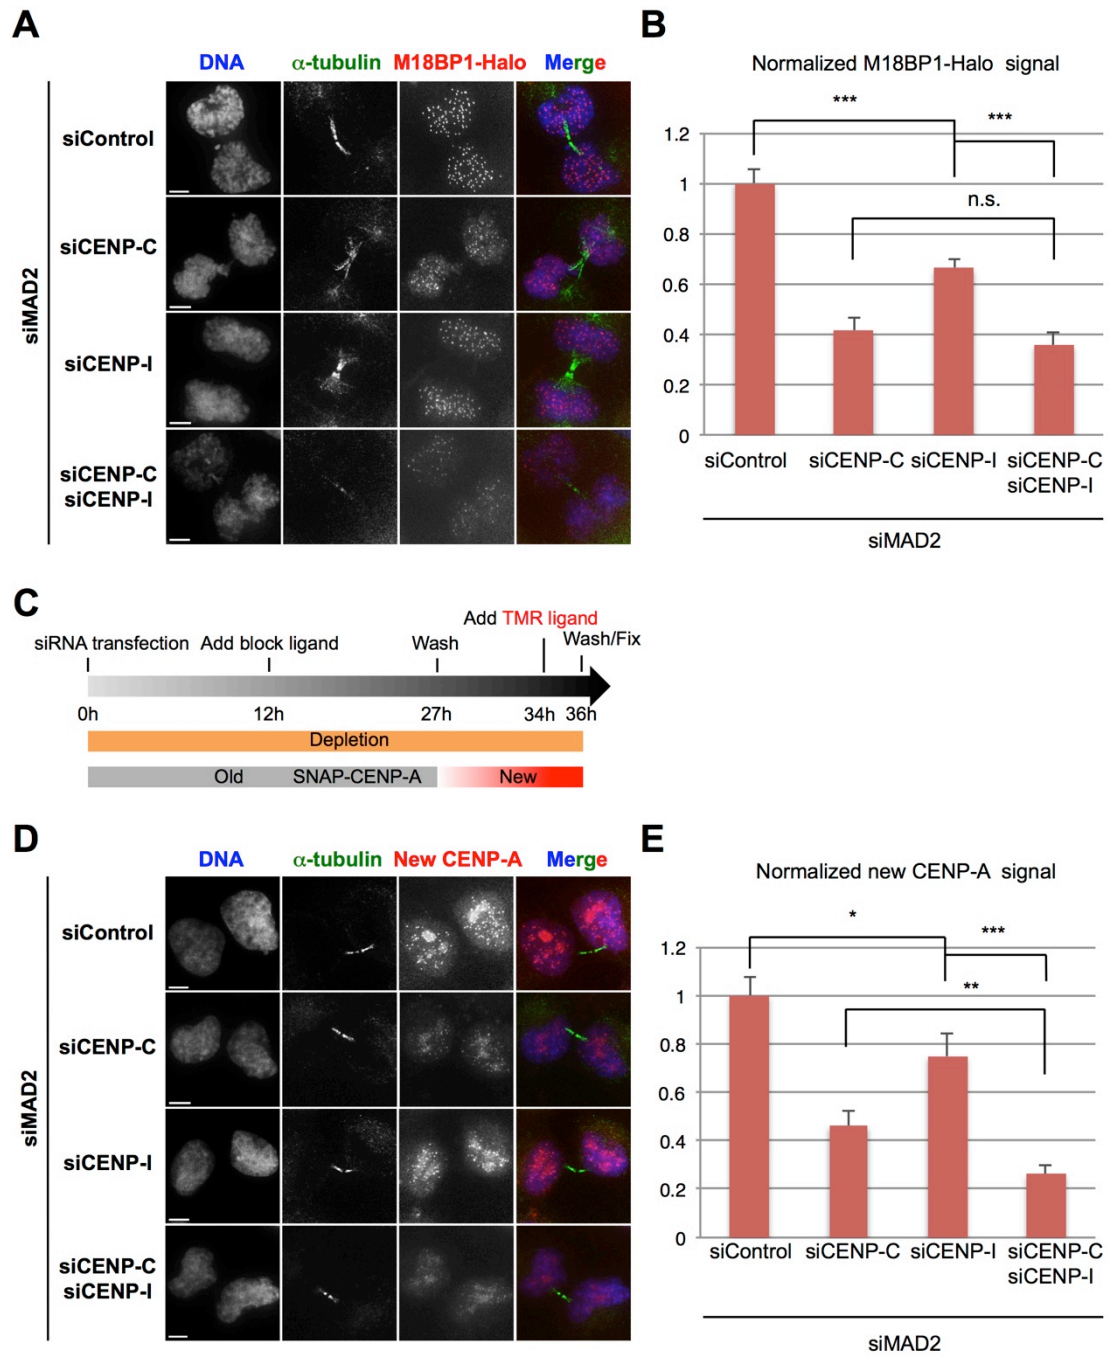 A
DNA α-tubulin M18BP1-Halo Merge
siMAD2
siControl
siCENP-C
siCENP-I
siCENP-C
siCENP-I
B
Normalized M18BP1-Halo signal
***
***
n.s.
1.2
1
0.8
0.6
0.4
0.2
0
siControl siCENP-C siCENP-I siCENP-C
siCENP-I
siMAD2
C
Add TMR ligand
siRNA transfection Add block ligand Wash Wash/Fix
0h 12h 27h 34h 36h
Depletion
Old SNAP-CENP-A New
D
DNA α-tubulin New CENP-A Merge
siMAD2
siControl
siCENP-C
siCENP-I
siCENP-C
siCENP-I
E
Normalized new CENP-A signal
*
***
**
1.2
1
0.8
0.6
0.4
0.2
0
siControl siCENP-C siCENP-I siCENP-C
siCENP-I
siMAD2